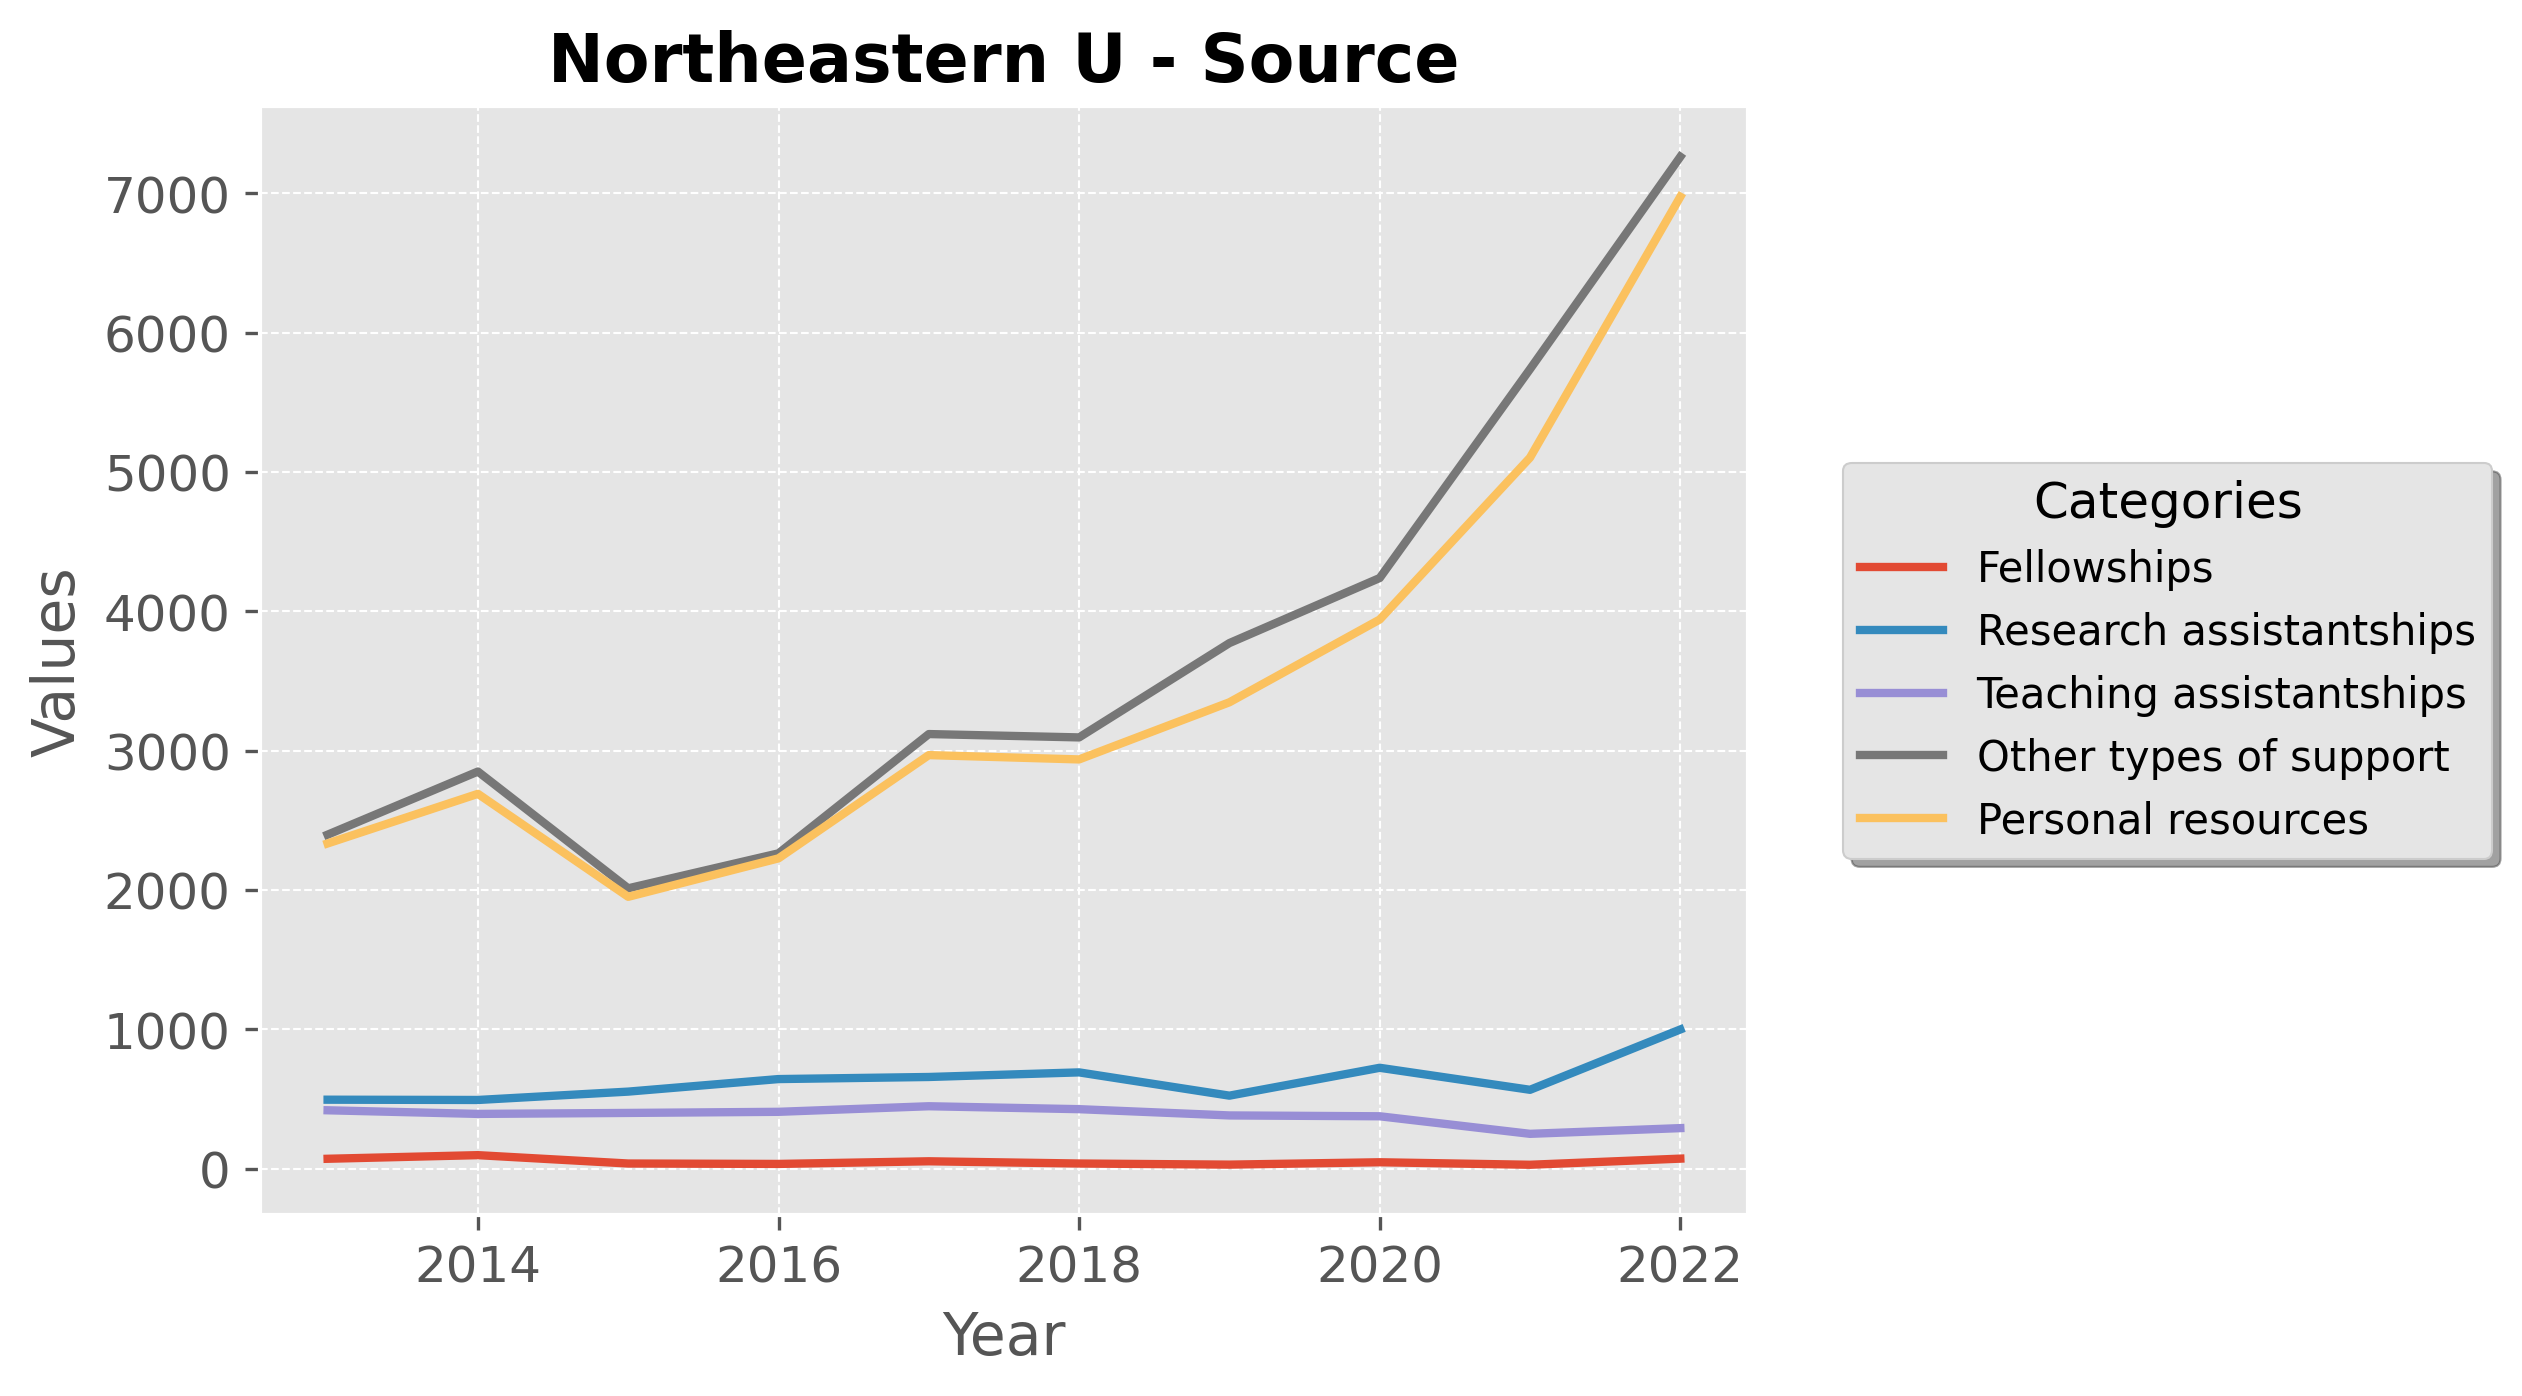 Northeastern U - Source
7000
6000
5000
4000
3000
2000
1000
0
Values
2014
2016
2018
2020
2022
Year
Categories
Fellowships
Research assistantships
Teaching assistantships
Other types of support
Personal resources